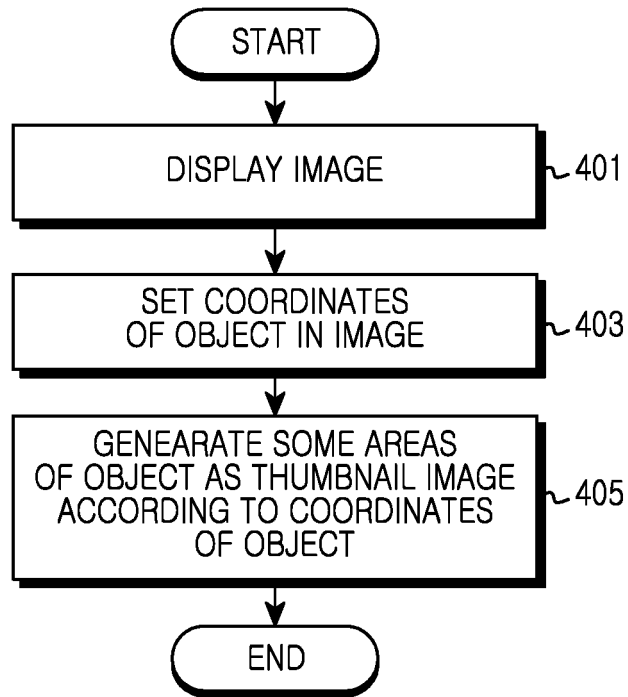 START
DISPLAY IMAGE
401
SET COORDINATES
OF OBJECT IN IMAGE
403
GENEARATE SOME AREAS
OF OBJECT AS THUMBNAIL IMAGE
ACCORDING TO COORDINATES
OF OBJECT
405
END